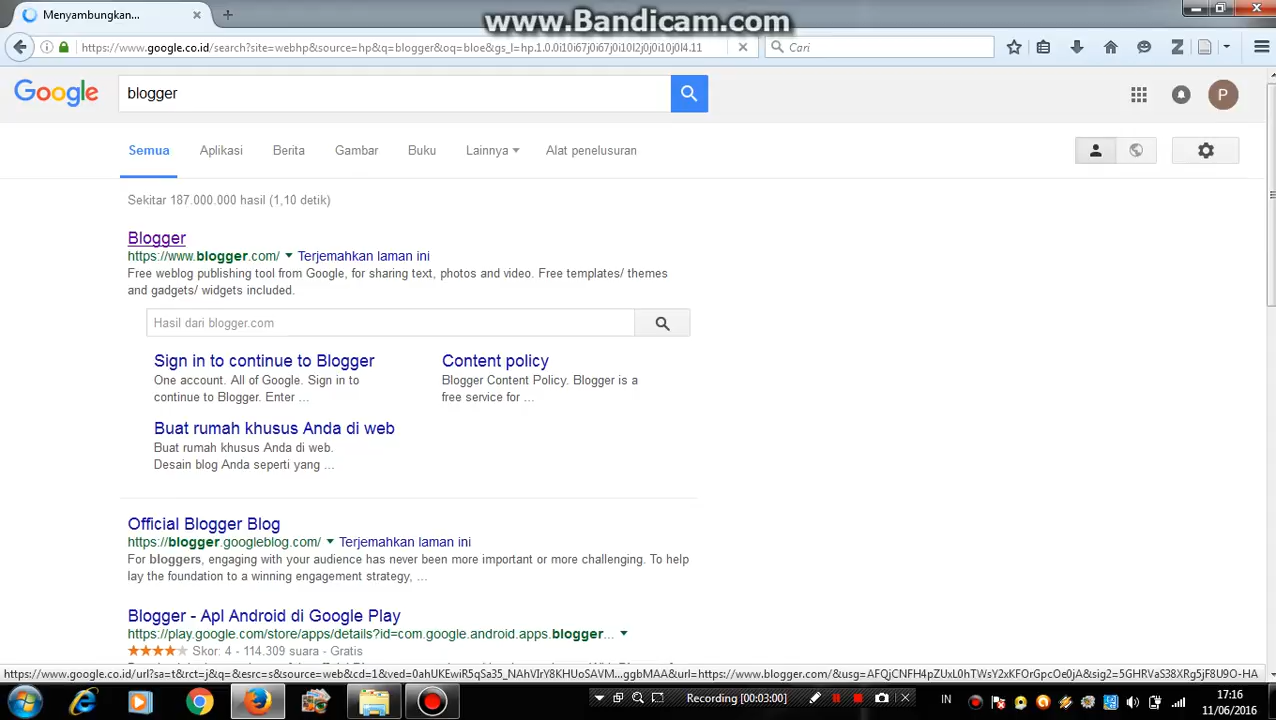 Menyambungkan...
www.Bandicam.com
https://www.google.co.id/search?site=webhp&source=hp&q=blogger&oq=bloe&gs_l=hp.1.0.0i10i67j0i67j0i10l2j0j0i10j0l4.11
Cari
Google
blogger
P
Semua
Aplikasi
Berita
Gambar
Buku
Lainnya
Alat penelusuran
Sekitar 187.000.000 hasil (1,10 detik)
Blogger
https://www.blogger.com/ Terjemahkan laman ini
Free weblog publishing tool from Google, for sharing text, photos and video. Free templates/ themes
and gadgets/ widgets included.
Hasil dari blogger.com
Sign in to continue to Blogger
One account. All of Google. Sign in to
continue to Blogger. Enter ...
Content policy
Blogger Content Policy. Blogger is a
free service for ...
Buat rumah khusus Anda di web
Buat rumah khusus Anda di web.
Desain blog Anda seperti yang ...
Official Blogger Blog
https://blogger.googleblog.com/ Terjemahkan laman ini
For bloggers, engaging with your audience has never been more important or more challenging. To help
lay the foundation to a winning engagement strategy, ...
Blogger - Apl Android di Google Play
https://play.google.com/store/apps/details?id=com.google.android.apps.blogger...
Skor: 4 - 114.309 suara - Gratis
Recording [00:03:00]
IN
17:16
11/06/2016